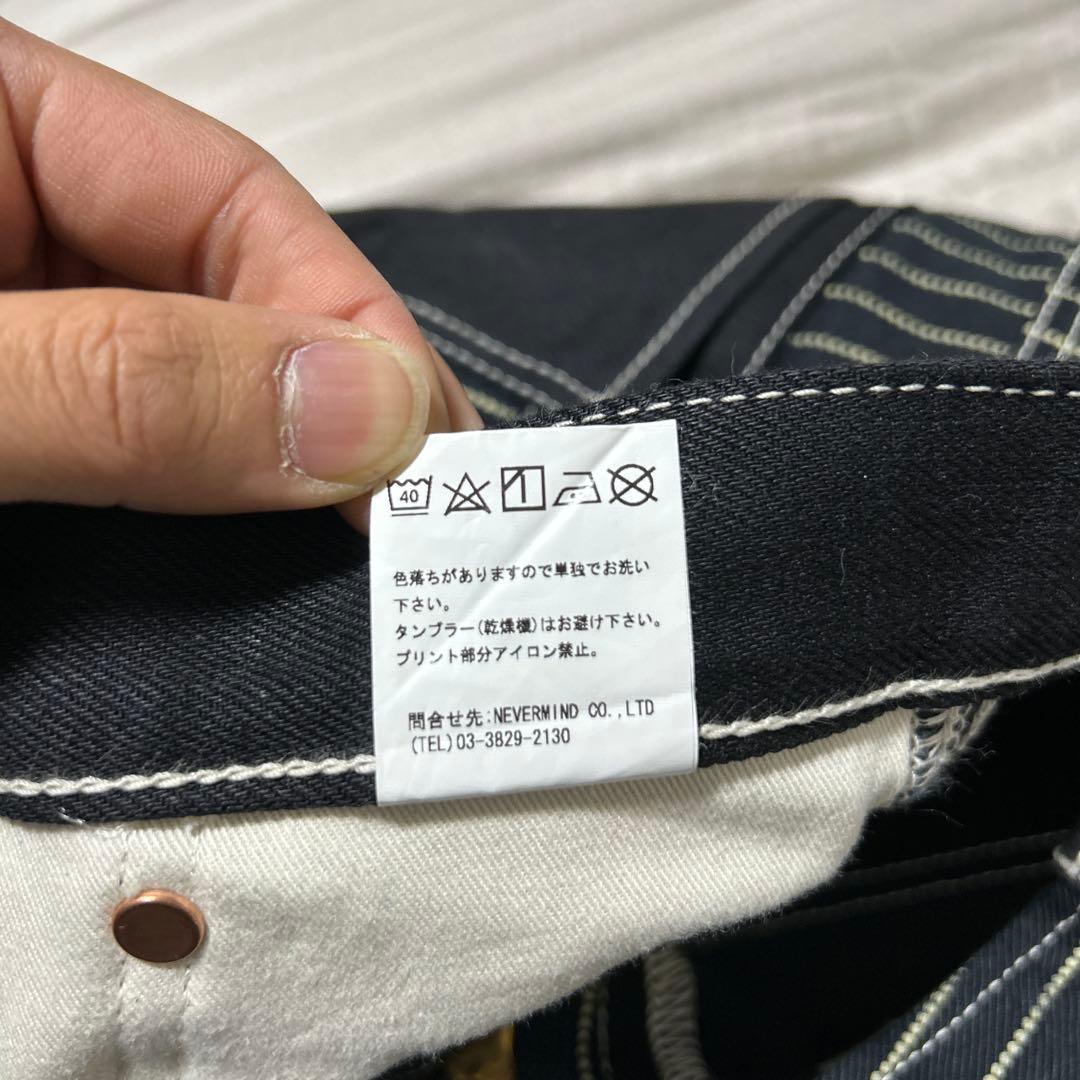 40
色落ちがありますので単独でお洗い
下さい。
タンブラー(乾燥機)はお避け下さい。
プリント部分アイロン禁止。
問合せ先:NEVERMIND CO.,LTD
(TEL)03-3829-2130